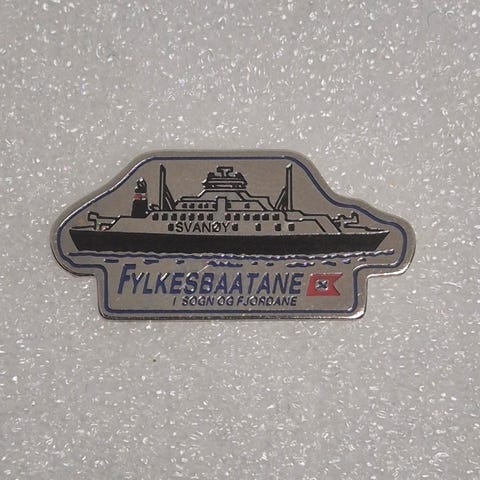 SVANØY
FYLKESBAATANE
I SOGN OG FJORDANE